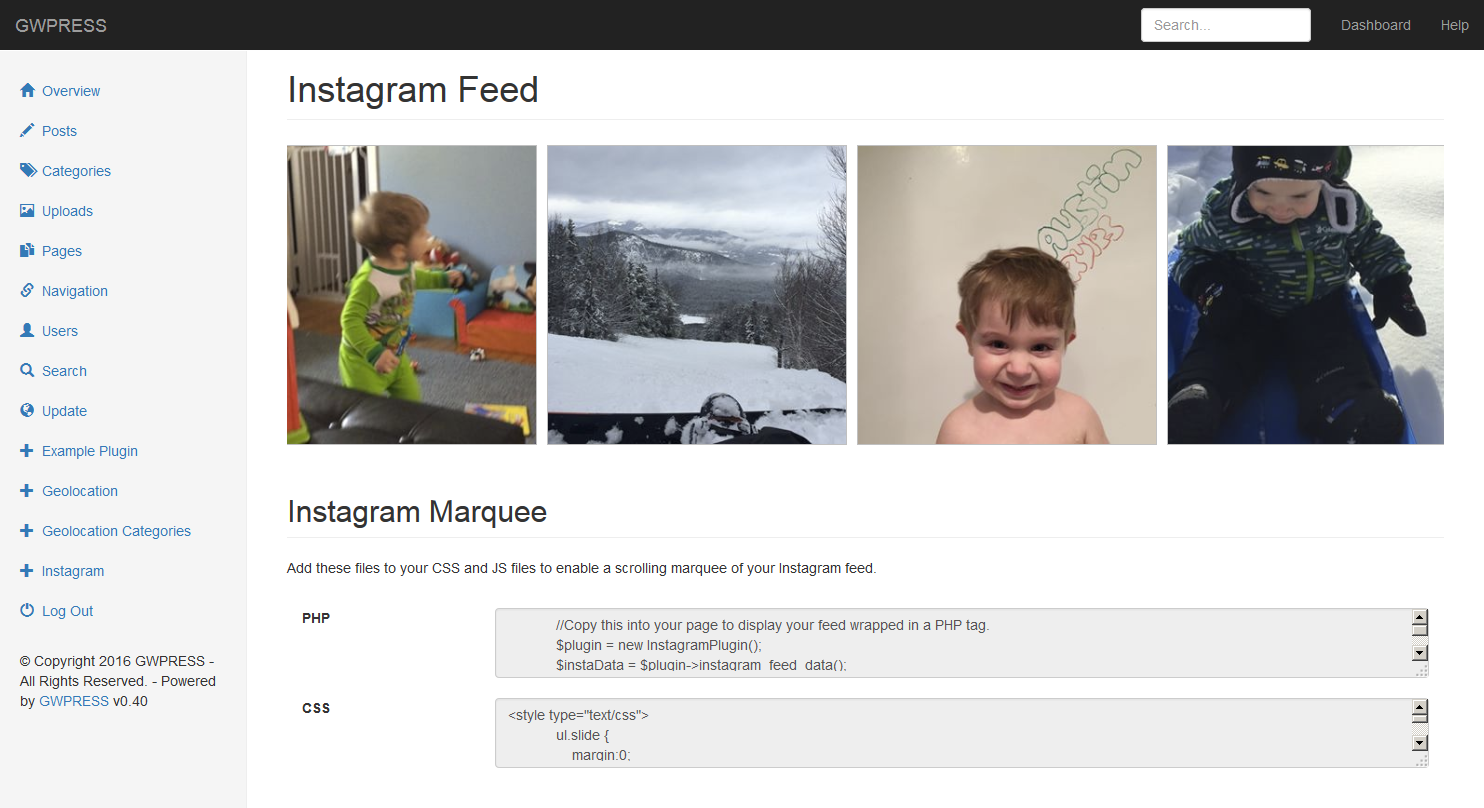 GWPRESS
Search...
Dashboard
Help
Overview
Posts
Categories
Uploads
Pages
Navigation
Users
Search
Update
Example Plugin
Geolocation
Geolocation Categories
Instagram
Log Out
© Copyright 2016 GWPRESS -
All Rights Reserved. - Powered
by GWPRESS v0.40
Instagram Feed
AUSTIN
Instagram Marquee
Add these files to your CSS and JS files to enable a scrolling marquee of your Instagram feed.
PHP
//Copy this into your page to display your feed wrapped in a PHP tag.
$plugin = new InstagramPlugin();
$instaData = $plugin->instagram_feed_data();
CSS
<style type="text/css">
ul.slide {
margin:0;